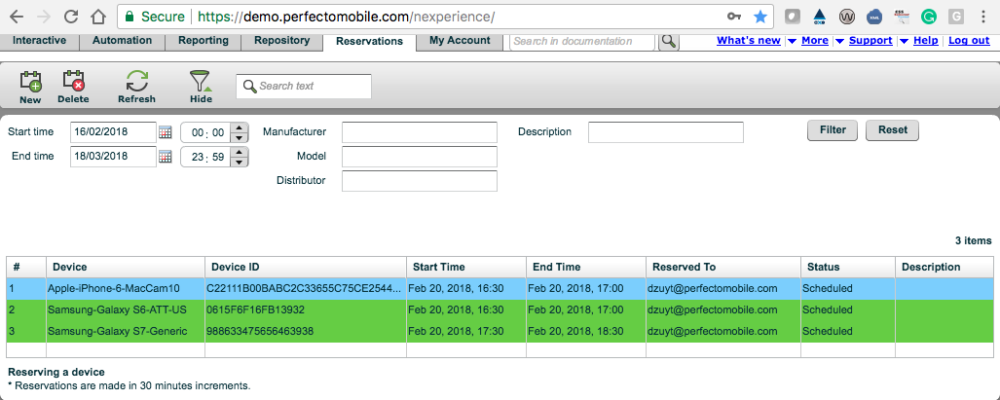 Secure https://demo.perfectomobile.com/nexperience/
Interactive Automation Reporting Repository Reservations My Account Search in documentation What's new More Support Help Log out
New Delete Refresh Hide Search text
Start time 16/02/2018 00 : 00 Manufacturer Description Filter Reset
End time 18/03/2018 23 : 59 Model
Distributor
3 items
# Device Device ID Start Time End Time Reserved To Status Description
1 Apple-iPhone-6-MacCam10 C22111B00BABC2C33655C75CE2544... Feb 20, 2018, 16:30 Feb 20, 2018, 17:00 dzuyt@perfectomobile.com Scheduled
2 Samsung-Galaxy S6-ATT-US 0615F6F16FB13932 Feb 20, 2018, 16:30 Feb 20, 2018, 17:00 dzuyt@perfectomobile.com Scheduled
3 Samsung-Galaxy S7-Generic 988633475656463938 Feb 20, 2018, 17:30 Feb 20, 2018, 18:30 dzuyt@perfectomobile.com Scheduled
Reserving a device
* Reservations are made in 30 minutes increments.